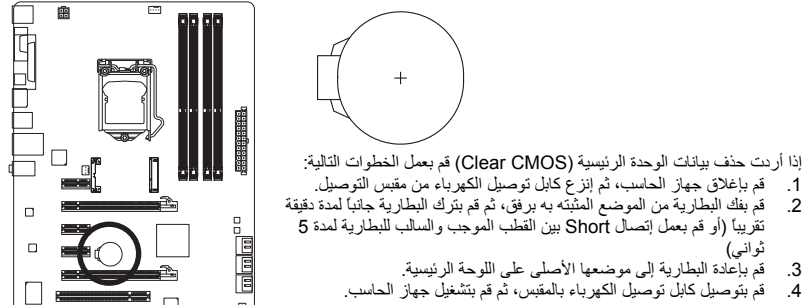 إذا أردت حذف بيانات الوحدة الرئيسية (Clear CMOS) قم بعمل الخطوات التالية:
1. قم بإغلاق جهاز الحاسب، ثم إنزع كابل توصيل الكهرباء من مقبس التوصيل.
2. قم بفك البطارية من الموضع المثبته به برفق، ثم قم بترك البطارية جانباً لمدة دقيقة
تقريباً (أو قم بعمل إتصال Short بين القطب الموجب والسالب للبطارية لمدة 5
ثواني)
3. قم بإعادة البطارية إلى موضعها الأصلى على اللوحة الرئيسية.
4. قم بتوصيل كابل توصيل الكهرباء بالمقبس، ثم قم بتشغيل جهاز الحاسب.